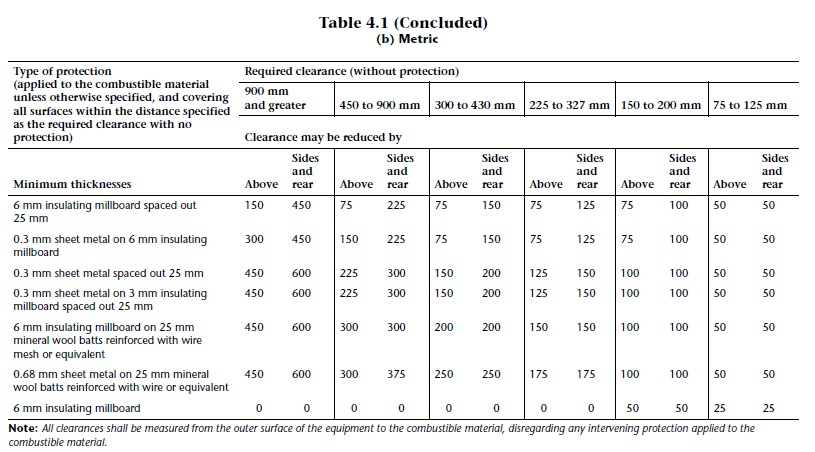 Table 4.1 (Concluded)
(b) Metric
Type of protection
(applied to the combustible material
unless otherwise specified, and covering
all surfaces within the distance specified
as the required clearance with no
protection)
Required clearance (without protection)
900 mm
and greater 450 to 900 mm 300 to 430 mm 225 to 327 mm 150 to 200 mm 75 to 125 mm
Clearance may be reduced by
Minimum thicknesses
Above Sides and rear Above Sides and rear Above Sides and rear Above Sides and rear Above Sides and rear Above Sides and rear
6 mm insulating millboard spaced out 150 450 75 225 75 150 75 125 75 100 50 50
25 mm
0.3 mm sheet metal on 6 mm insulating 300 450 150 225 75 150 75 125 75 100 50 50
millboard
0.3 mm sheet metal spaced out 25 mm 450 600 225 300 150 200 125 150 100 100 50 50
0.3 mm sheet metal on 3 mm insulating 450 600 225 300 150 200 125 150 100 100 50 50
millboard spaced out 25 mm
6 mm insulating millboard on 25 mm 450 600 300 300 200 200 150 150 100 100 50 50
mineral wool batts reinforced with wire
mesh or equivalent
0.68 mm sheet metal on 25 mm mineral 450 600 300 375 250 250 175 175 100 100 50 50
wool batts reinforced with wire or equivalent
6 mm insulating millboard 0 0 0 0 0 0 0 0 50 50 25 25
Note: All clearances shall be measured from the outer surface of the equipment to the combustible material, disregarding any intervening protection applied to the
combustible material.